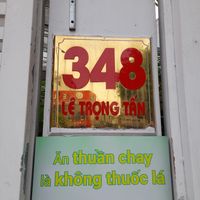 348
LÊ TRỌNG TẤN
Ăn thuần chay
là không thuốc lá